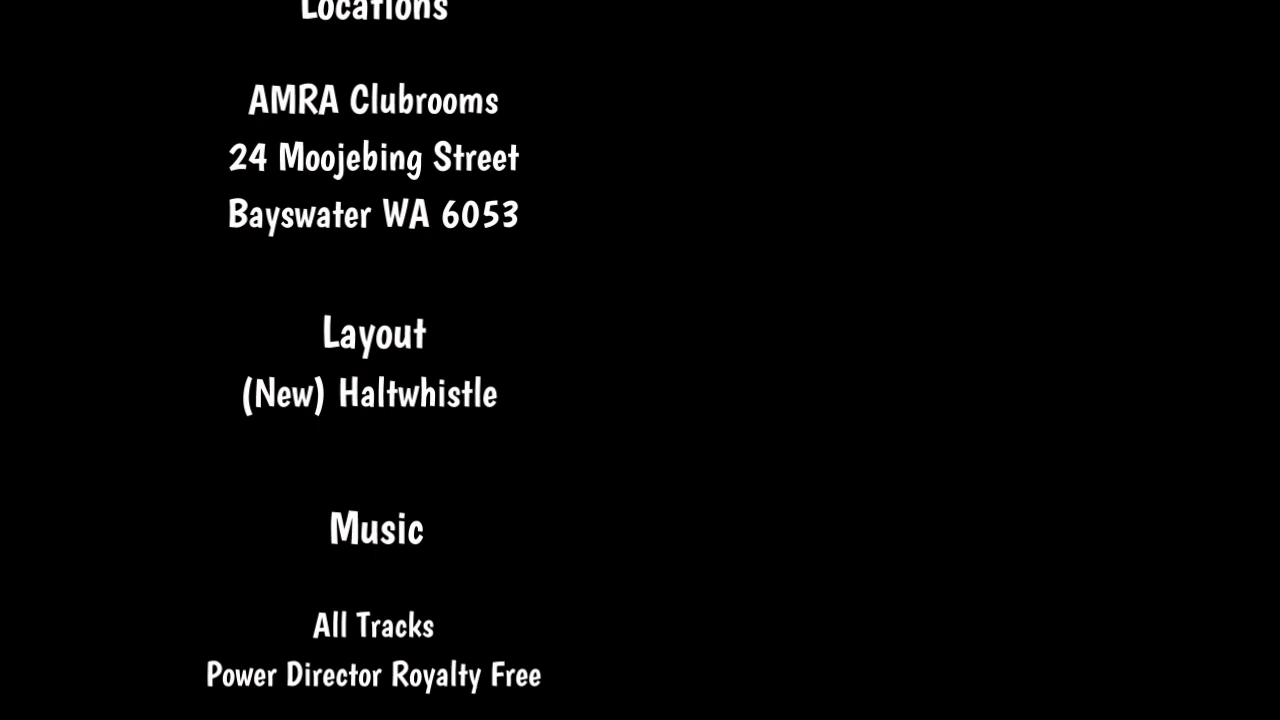 Locations
AMRA Clubrooms
24 Moojebing Street
Bayswater WA 6053
Layout
(New) Haltwhistle
Music
All Tracks
Power Director Royalty Free